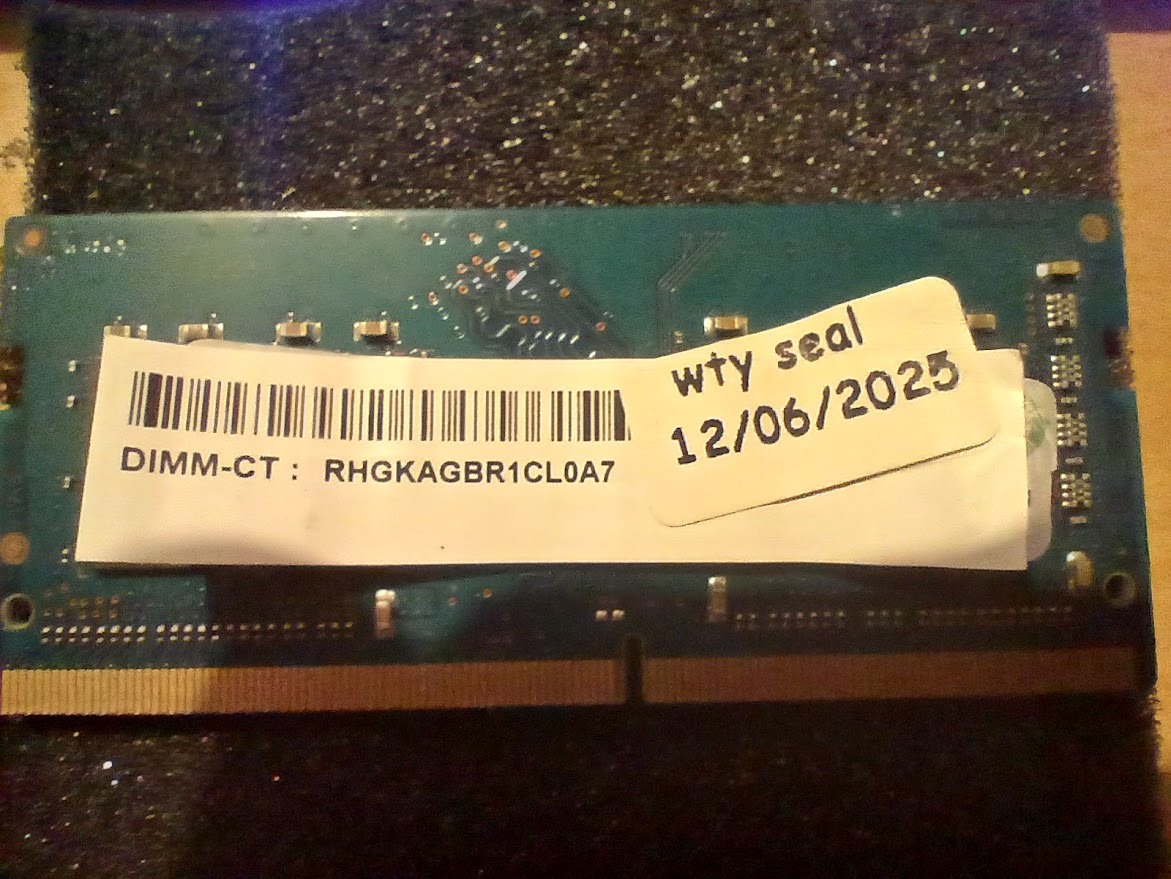 DIMM-CT : RHGKAGBR1CL0A7
wty seal
12/06/2025